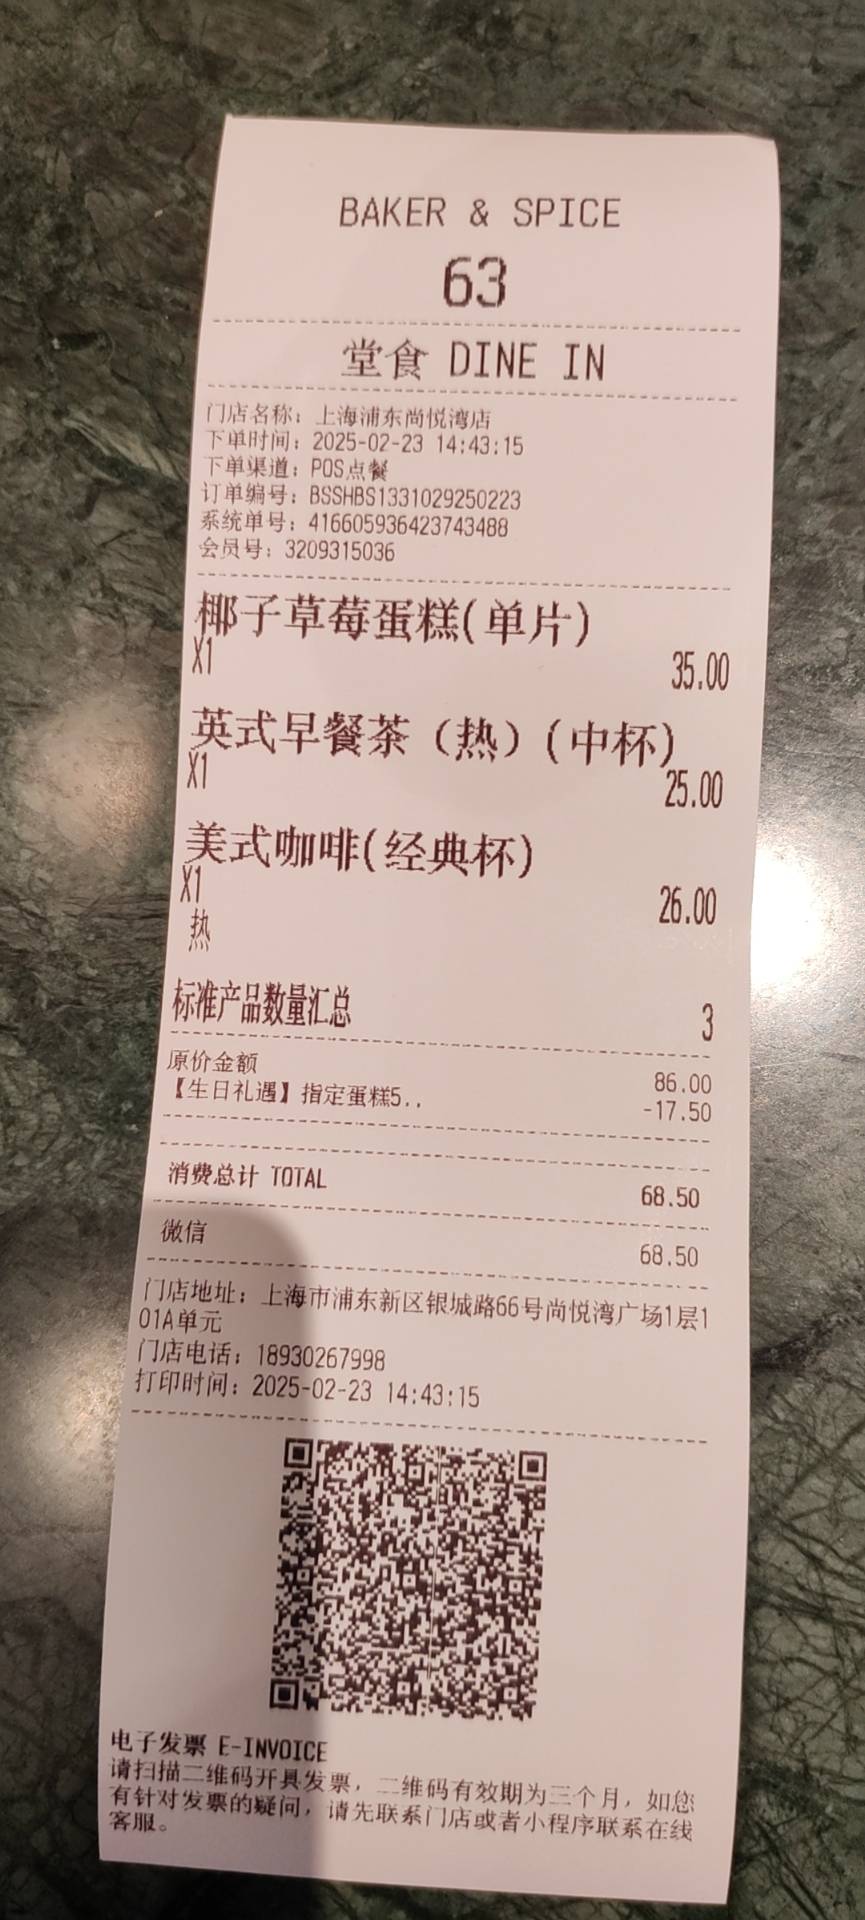 BAKER & SPICE
63
堂食 DINE IN
门店名称: 上海浦东尚悦湾店
下单时间: 2025-02-23 14:43:15
下单渠道: POS点餐
订单编号: BSSHBS1331029250223
系统单号: 416605936423743488
会员号: 3209315036
椰子草莓蛋糕(单片)
X1 35.00
英式早餐茶（热）(中杯)
X1 25.00
美式咖啡(经典杯)
X1 26.00
热
标准产品数量汇总 3
原价金额 86.00
【生日礼遇】指定蛋糕5.. -17.50
消费总计 TOTAL 68.50
微信 68.50
门店地址: 上海市浦东新区银城路66号尚悦湾广场1层1
01A单元
门店电话: 18930267998
打印时间: 2025-02-23 14:43:15
电子发票 E-INVOICE
请扫描二维码开具发票，二维码有效期为三个月，如您
有针对发票的疑问，请先联系门店或者小程序联系在线
客服。